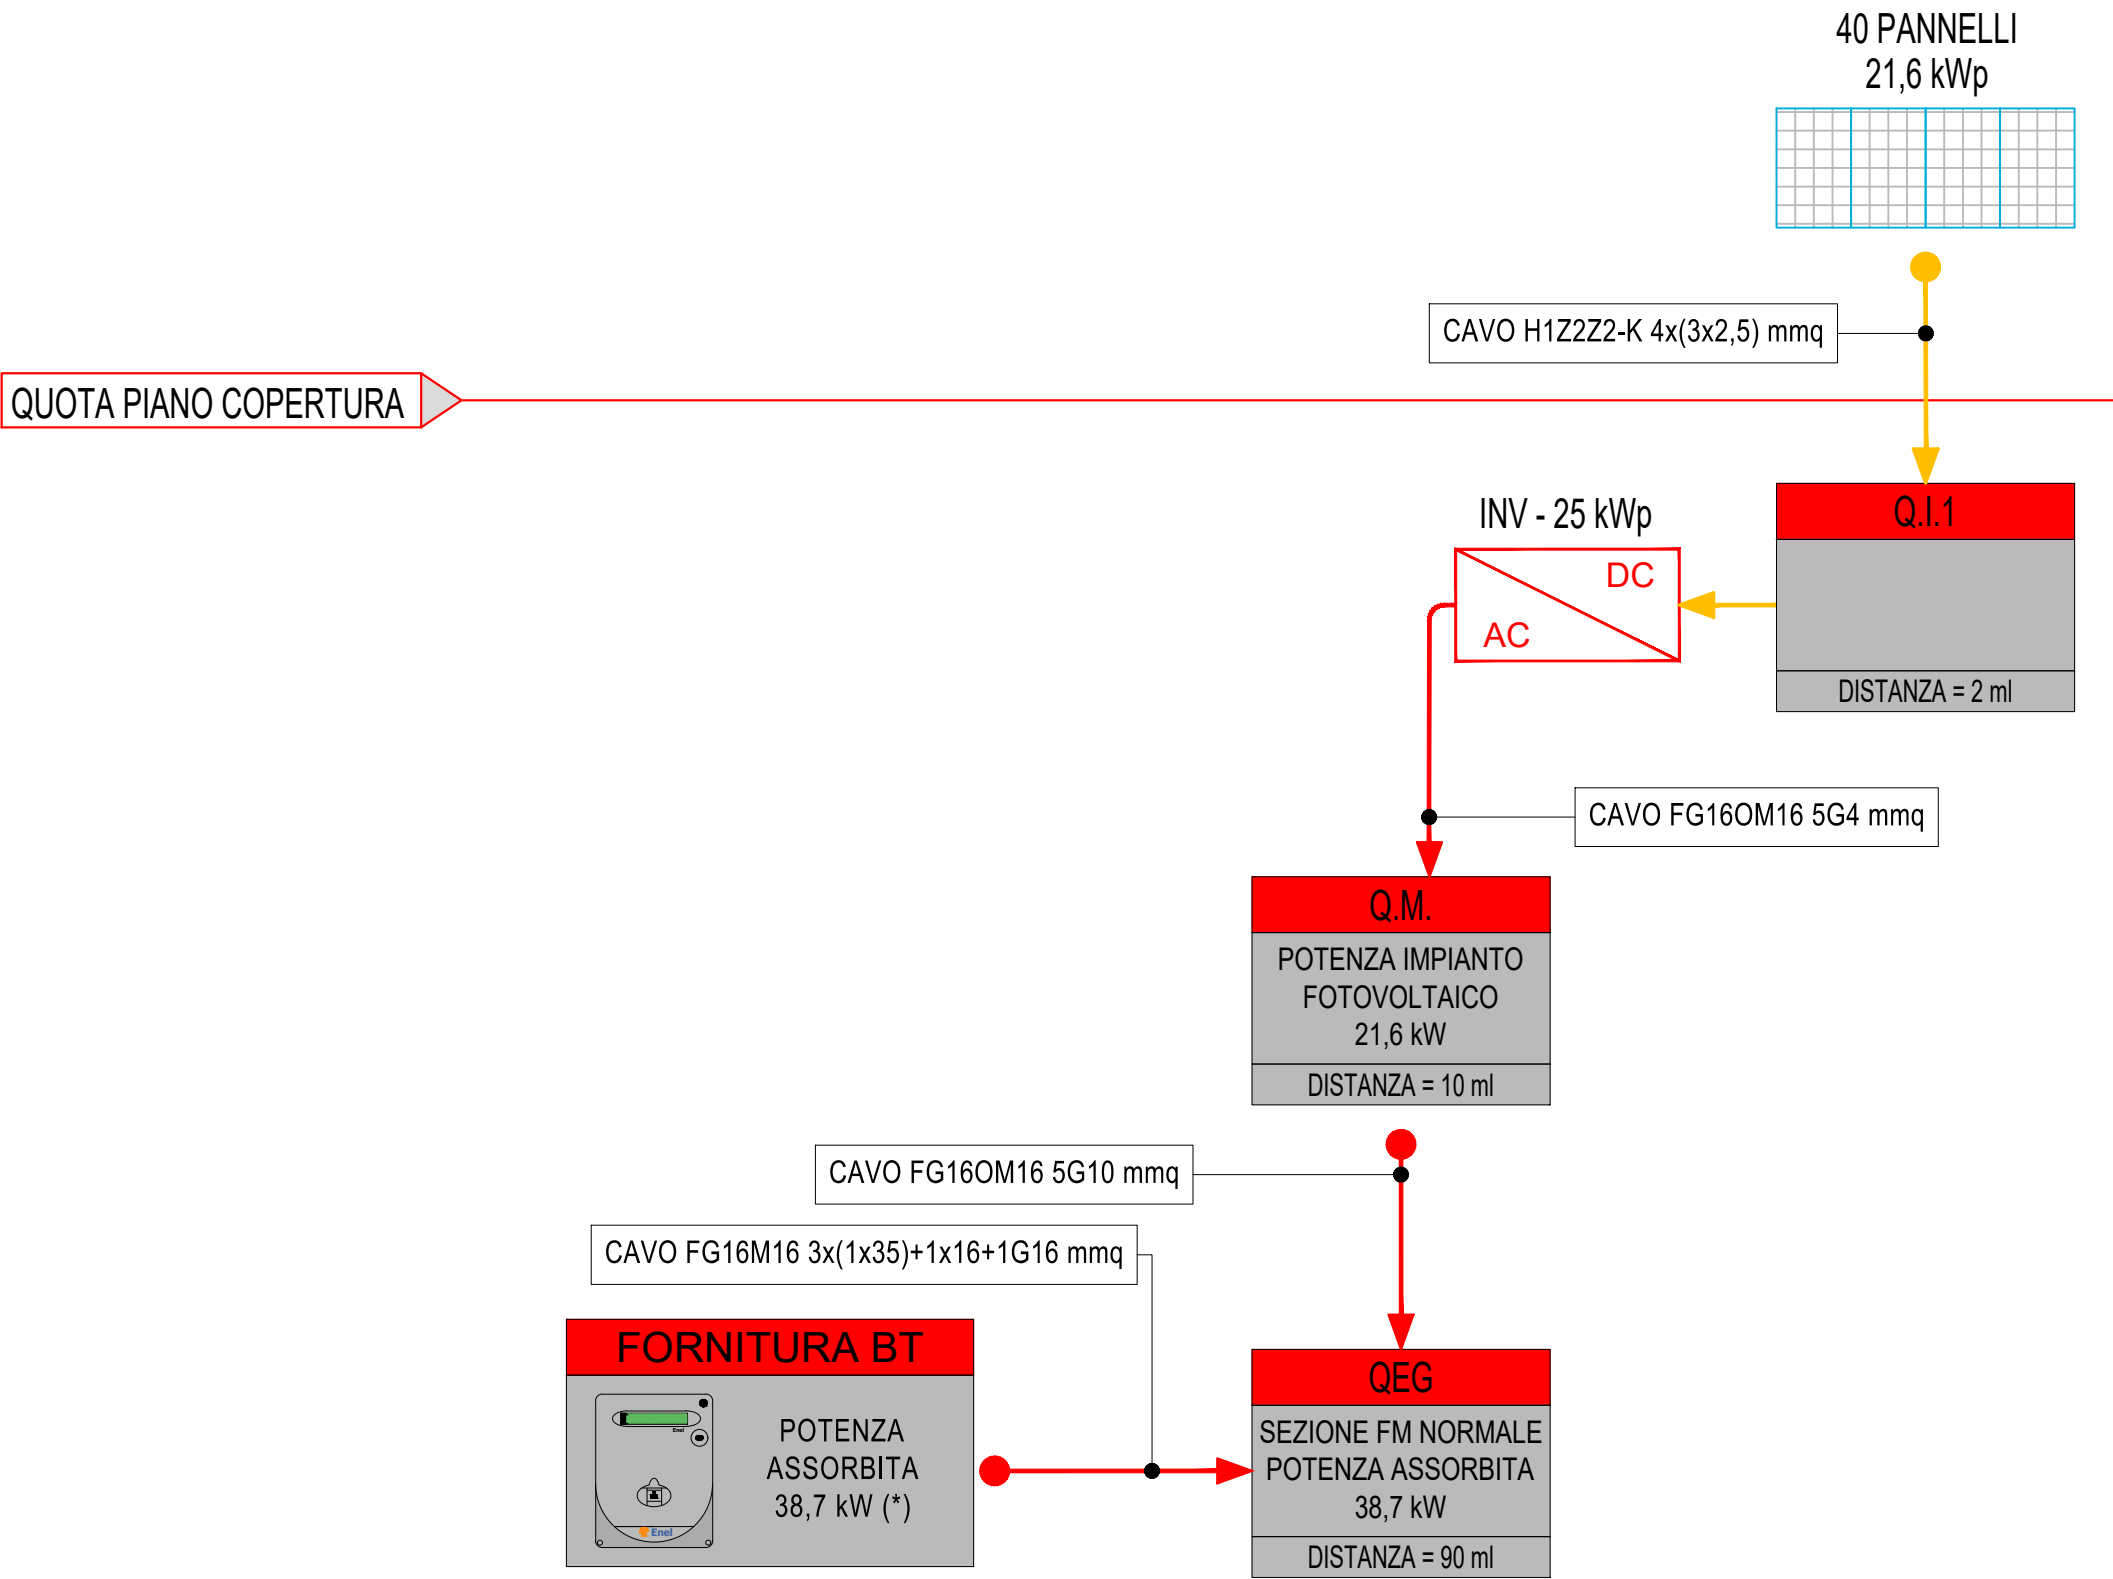 40 PANNELLI
21,6 kWp
CAVO H1Z2Z2-K 4x(3x2,5) mmq
QUOTA PIANO COPERTURA
INV - 25 kWp
DC
AC
Q.I.1
DISTANZA = 2 ml
CAVO FG16OM16 5G4 mmq
Q.M.
POTENZA IMPIANTO
FOTOVOLTAICO
21,6 kW
DISTANZA = 10 ml
CAVO FG16OM16 5G10 mmq
CAVO FG16M16 3x(1x35)+1x16+1G16 mmq
FORNITURA BT
Enel
POTENZA
ASSORBITA
38,7 kW (*)
Enel
QEG
SEZIONE FM NORMALE
POTENZA ASSORBITA
38,7 kW
DISTANZA = 90 ml